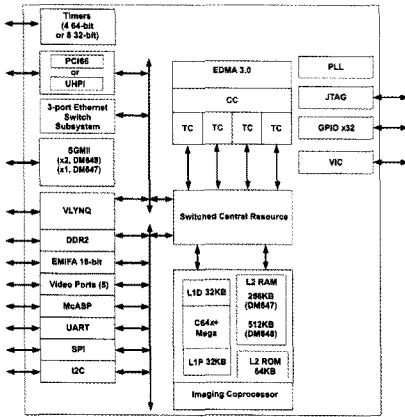 Timers
(4 64-bit
or 8 32-bit)
PCI66
or
UHPI
3-port Ethernet
Switch
Subsystem
SGMII
(x2, DM648)
(x1, DM647)
VLYNQ
DDR2
EMIFA 16-bit
Video Ports (5)
McASP
UART
SPI
I2C
EDMA 3.0
CC
TC
TC
TC
TC
Switched Central Resource
L1D 32KB
C64x+
Mega
L1P 32KB
L2 RAM
256KB
(DM647)
512KB
(DM648)
L2 ROM
64KB
Imaging Coprocessor
PLL
JTAG
GPIO x32
VIC